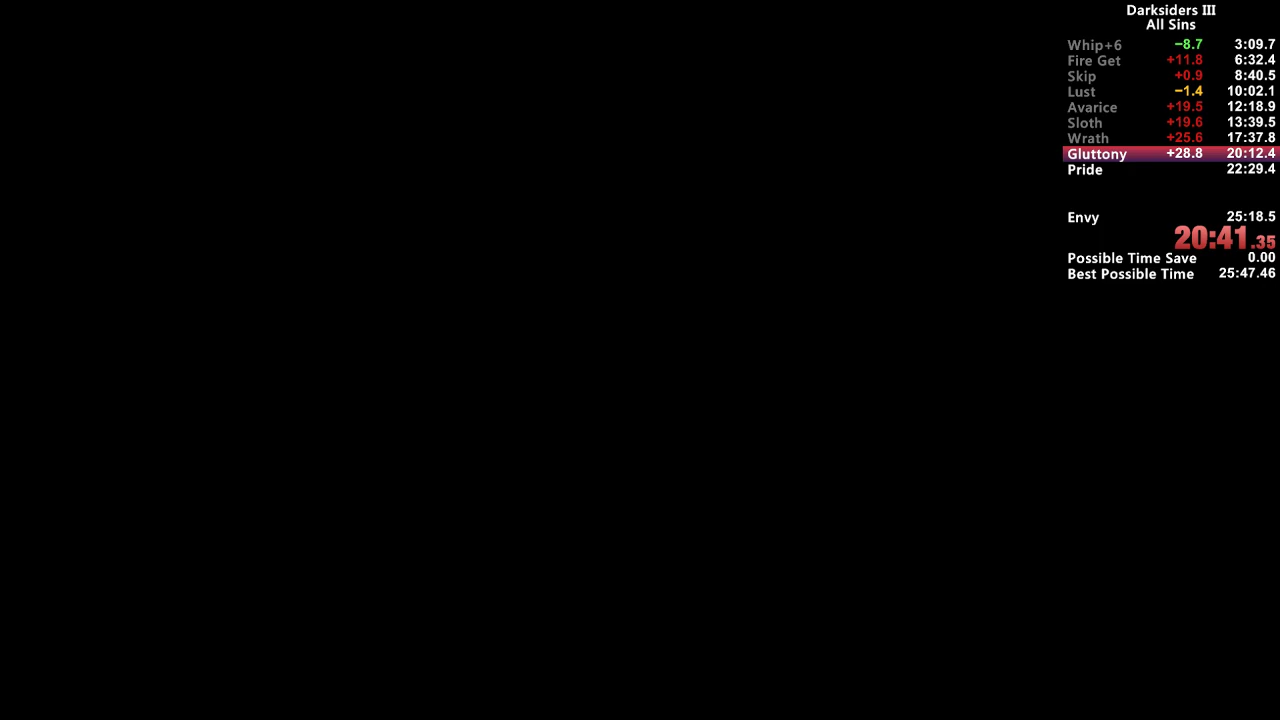 Darksiders III
All Sins
Whip+6 −8.7 3:09.7
Fire Get +11.8 6:32.4
Skip +0.9 8:40.5
Lust −1.4 10:02.1
Avarice +19.5 12:18.9
Sloth +19.6 13:39.5
Wrath +25.6 17:37.8
Gluttony +28.8 20:12.4
Pride 22:29.4
Envy 25:18.5
20:41.35
Possible Time Save 0.00
Best Possible Time 25:47.46